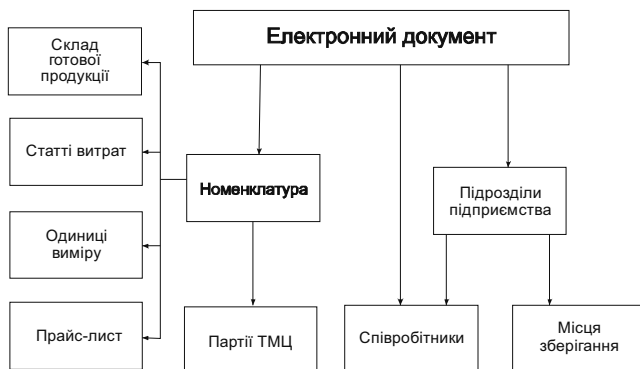 Електронний документ
Склад
готової
продукції
Статті витрат
Номенклатура
Підрозділи
підприємства
Одиниці
виміру
Прайс-лист
Партії ТМЦ
Співробітники
Місця
зберігання